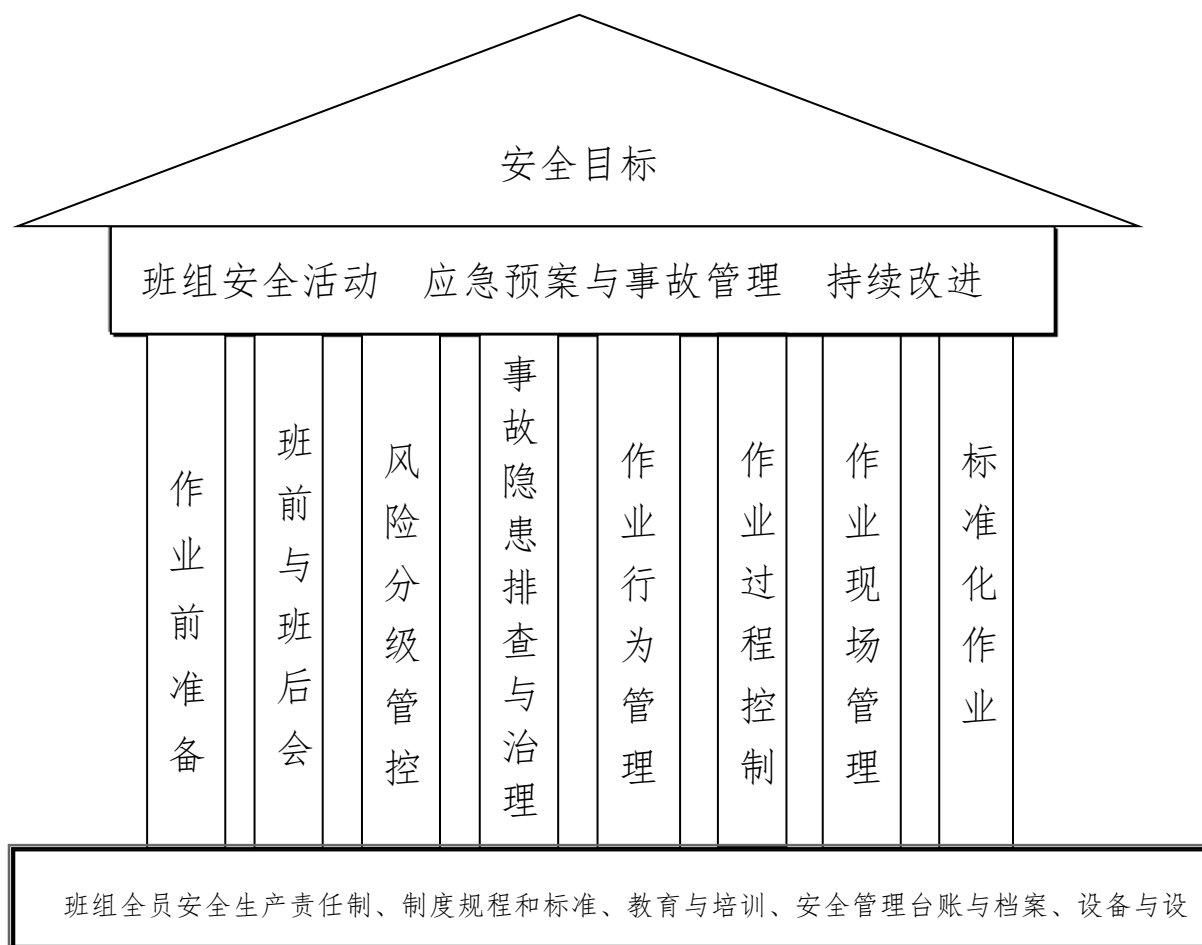 安全目标
班组安全活动 应急预案与事故管理 持续改进
作业前准备
班前与班后会
风险分级管控
事故隐患排查与治理
作业行为管理
作业过程控制
作业现场管理
标准化作业
班组全员安全生产责任制、制度规程和标准、教育与培训、安全管理台账与档案、设备与设